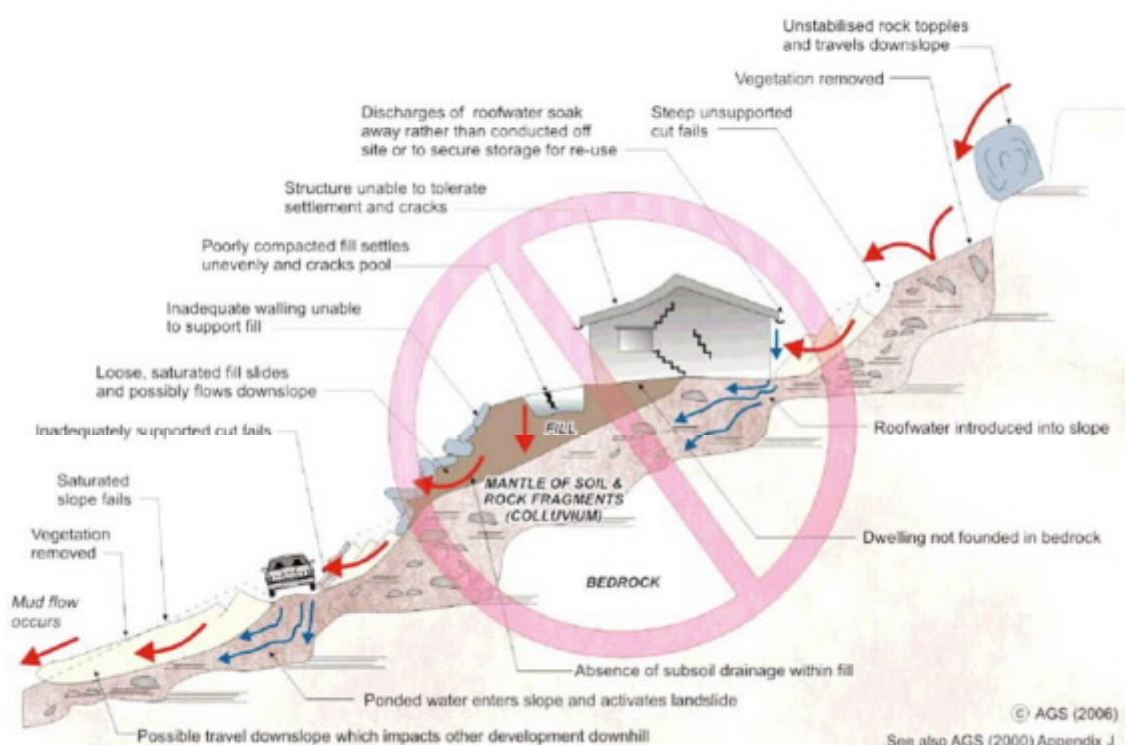 Unstabilised rock topples
and travels downslope
Vegetation removed
Discharges of roofwater soak
away rather than conducted off
site or to secure storage for re-use
Steep unsupported
cut fails
Structure unable to tolerate
settlement and cracks
Poorly compacted fill settles
unevenly and cracks pool
Inadequate walling unable
to support fill
Loose, saturated fill slides
and possibly flows downslope
Inadequately supported cut fails
Saturated
slope fails
Vegetation
removed
Mud flow
occurs
FILL
MANTLE OF SOIL &
ROCK FRAGMENTS
(COLLUVIUM)
BEDROCK
Roofwater introduced into slope
Dwelling not founded in bedrock
Absence of subsoil drainage within fill
Ponded water enters slope and activates landslide
Possible travel downslope which impacts other development downhill
© AGS (2006)
See also AGS (2000) Appendix J